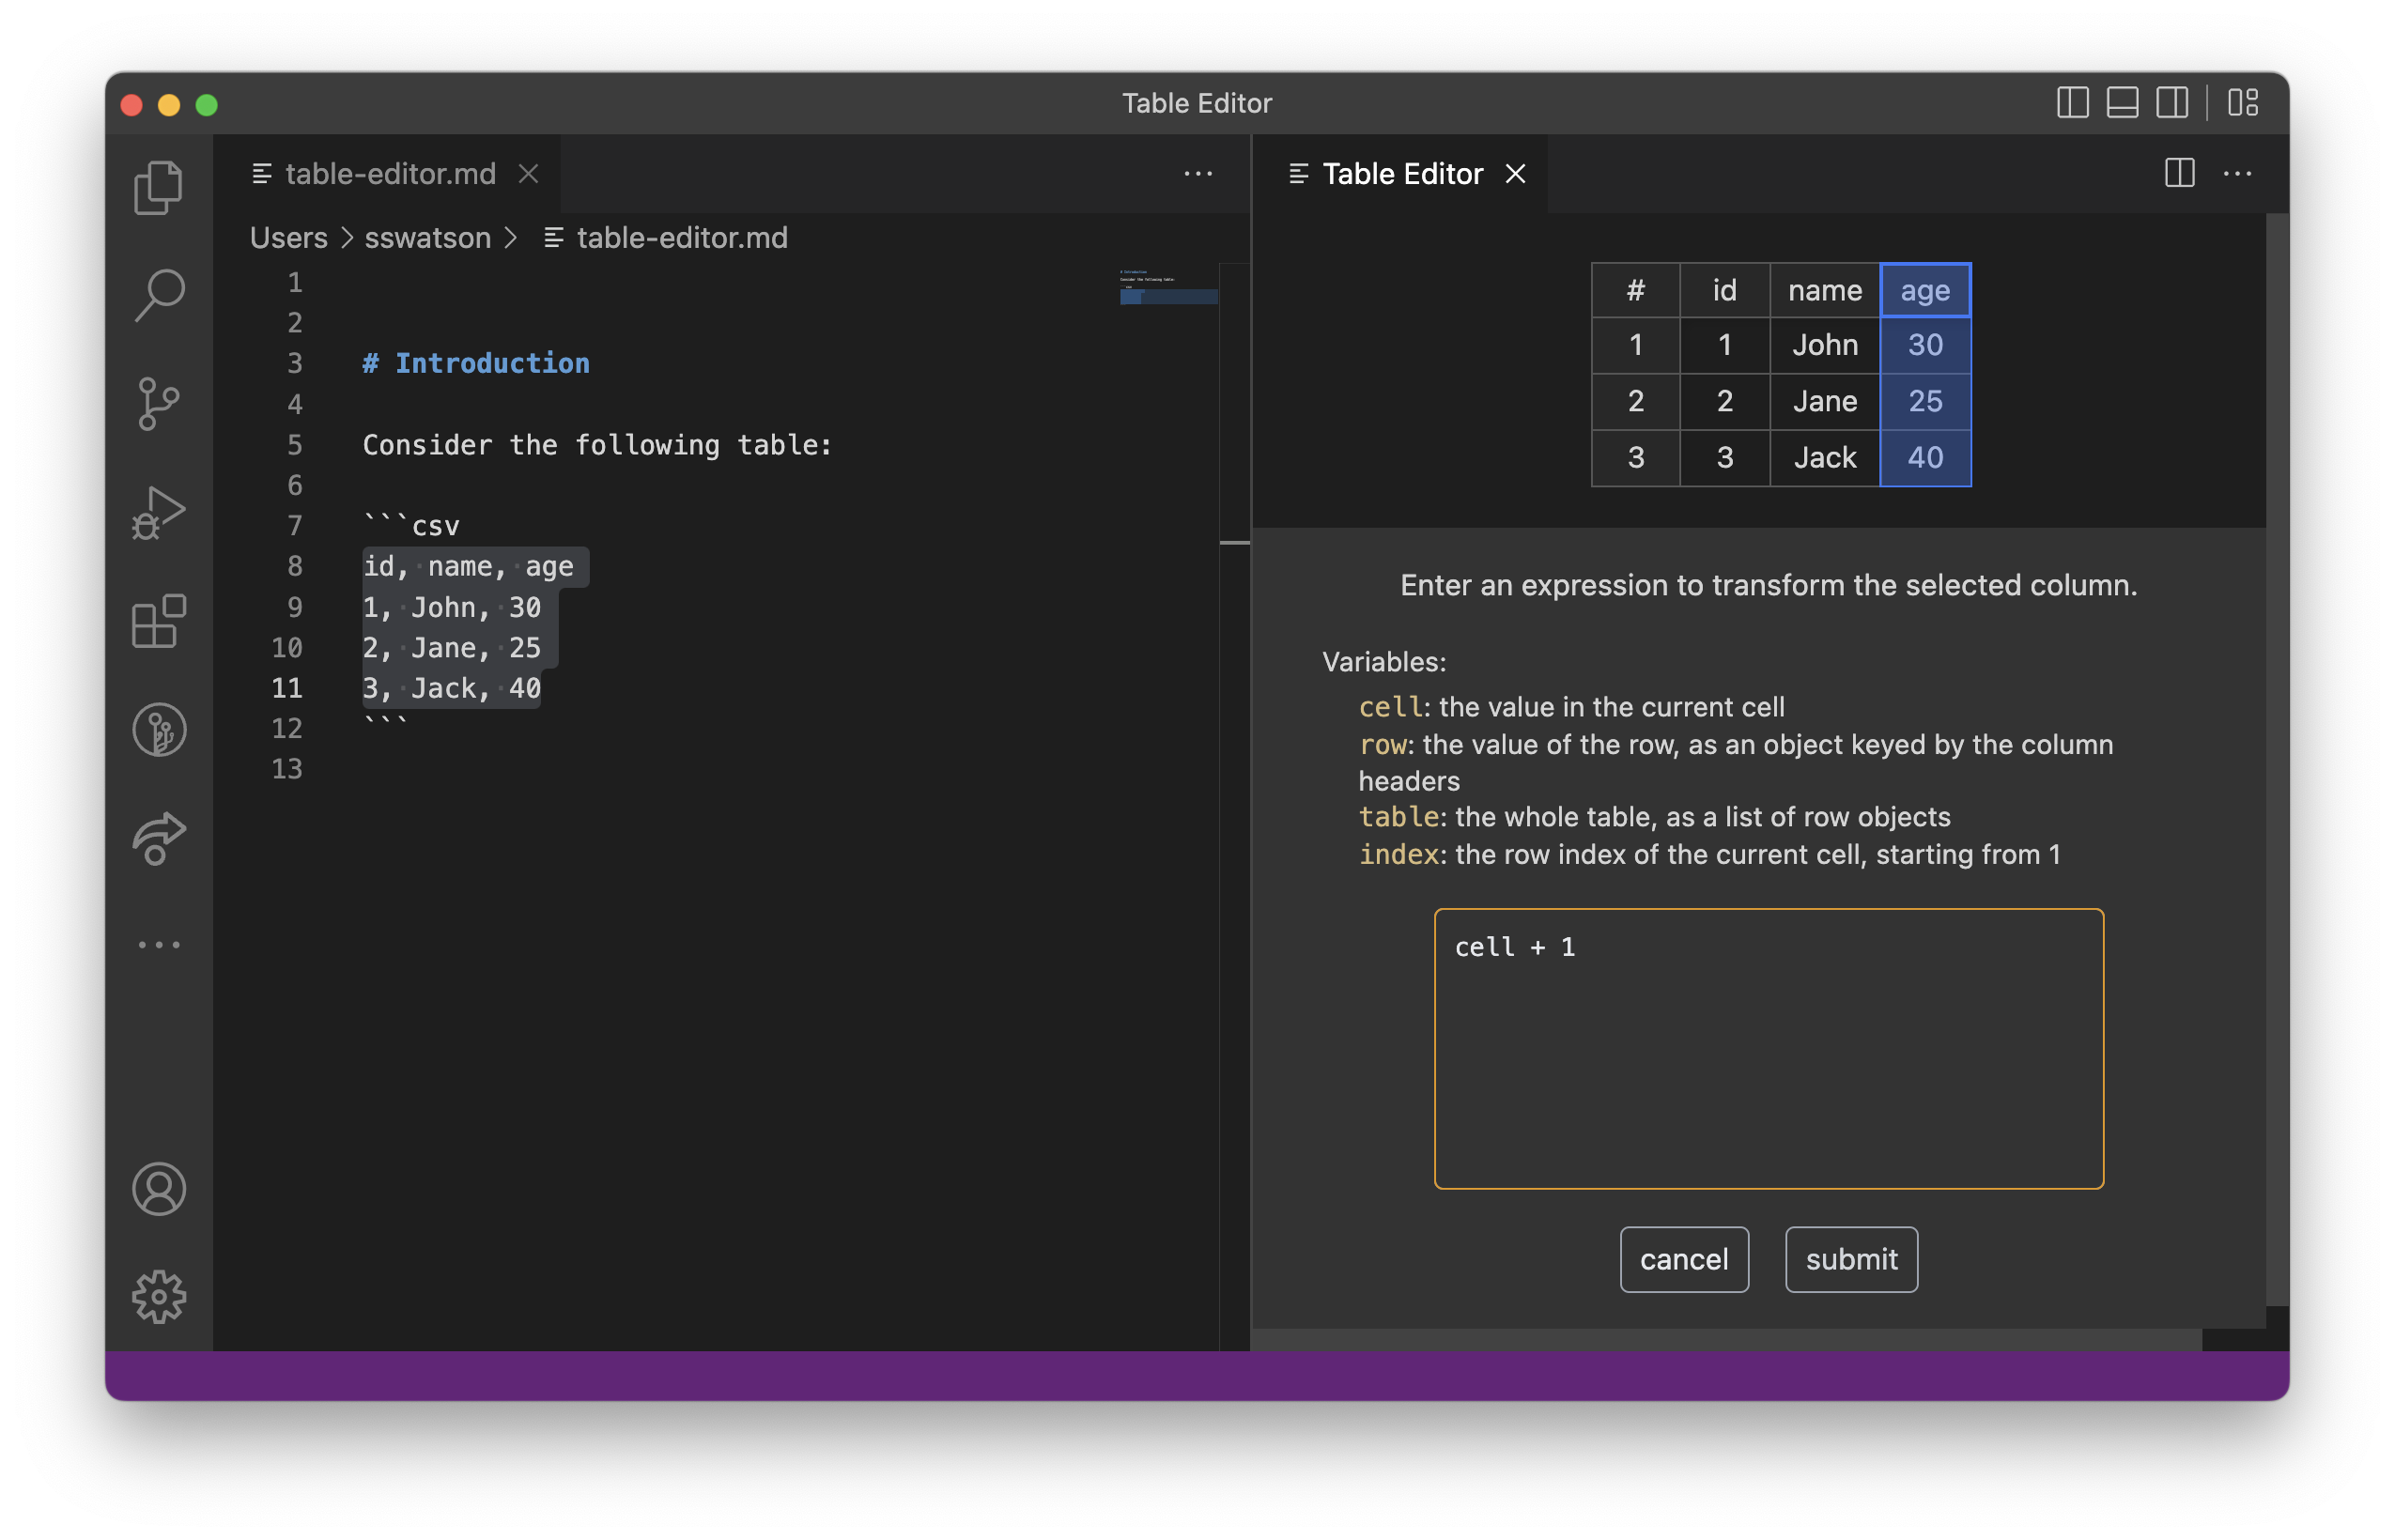 Table Editor
table-editor.md
Users > sswatson > table-editor.md
1
2
3 # Introduction
4
5 Consider the following table:
6
7 ```csv
8 id, name, age
9 1, John, 30
10 2, Jane, 25
11 3, Jack, 40
12 ```
13
Table Editor
# id name age
1 1 John 30
2 2 Jane 25
3 3 Jack 40
Enter an expression to transform the selected column.
Variables:
cell: the value in the current cell
row: the value of the row, as an object keyed by the column
headers
table: the whole table, as a list of row objects
index: the row index of the current cell, starting from 1
cell + 1
cancel submit